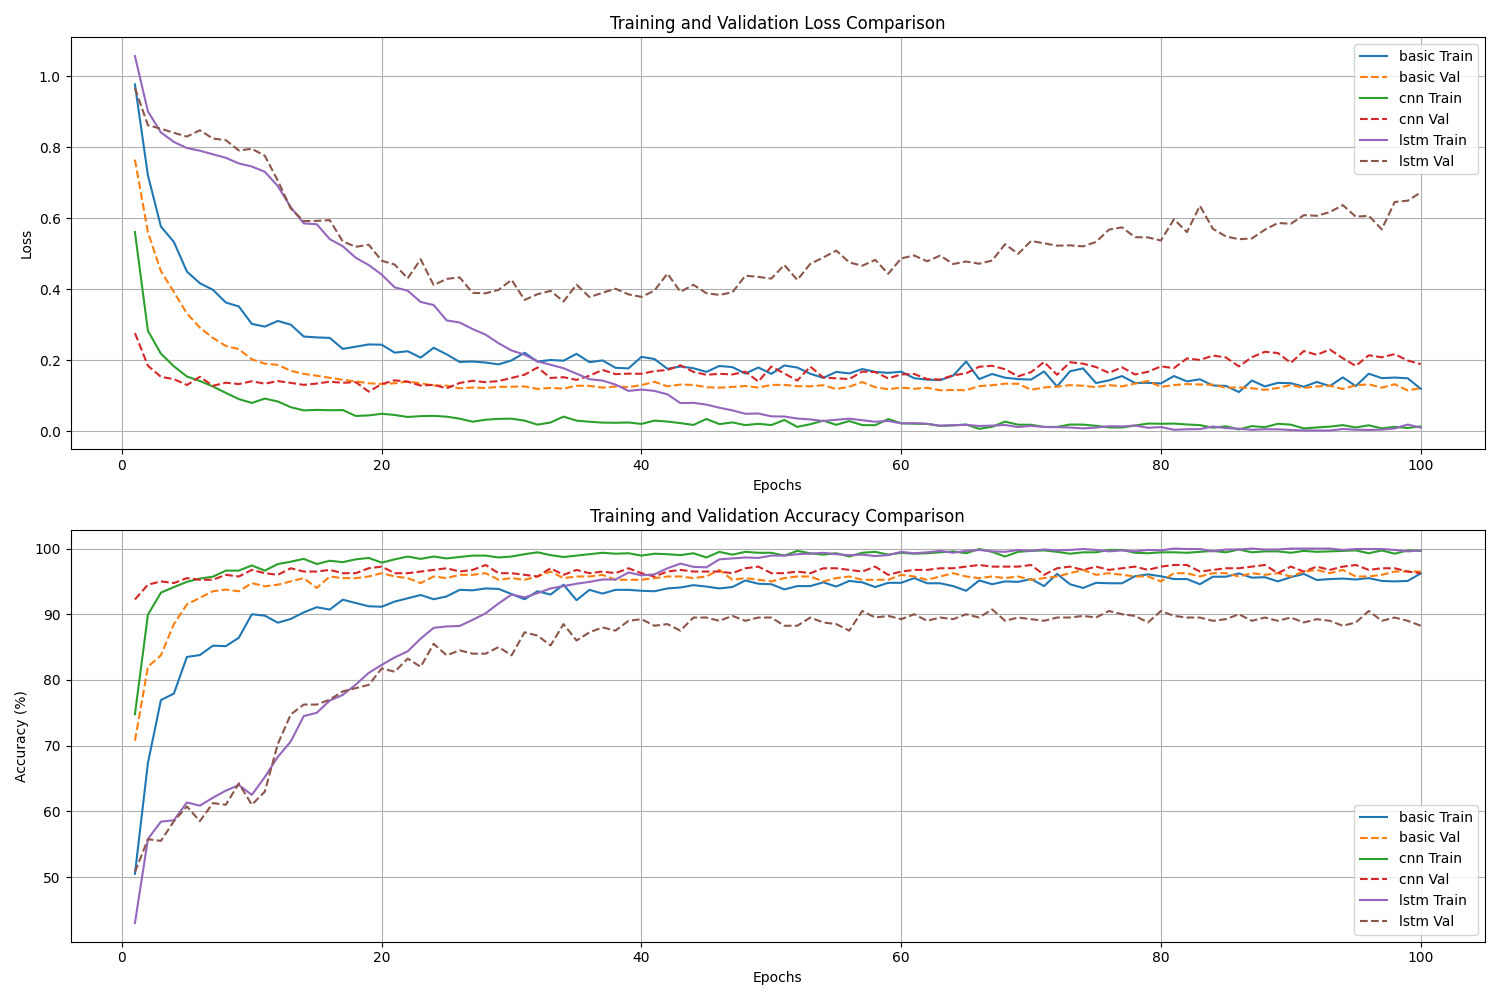 Training and Validation Loss Comparison
Loss
1.0
0.8
0.6
0.4
0.2
0.0
0 20 40 60 80 100
Epochs
basic Train
basic Val
cnn Train
cnn Val
lstm Train
lstm Val
Training and Validation Accuracy Comparison
Accuracy (%)
100
90
80
70
60
50
0 20 40 60 80 100
Epochs
basic Train
basic Val
cnn Train
cnn Val
lstm Train
lstm Val